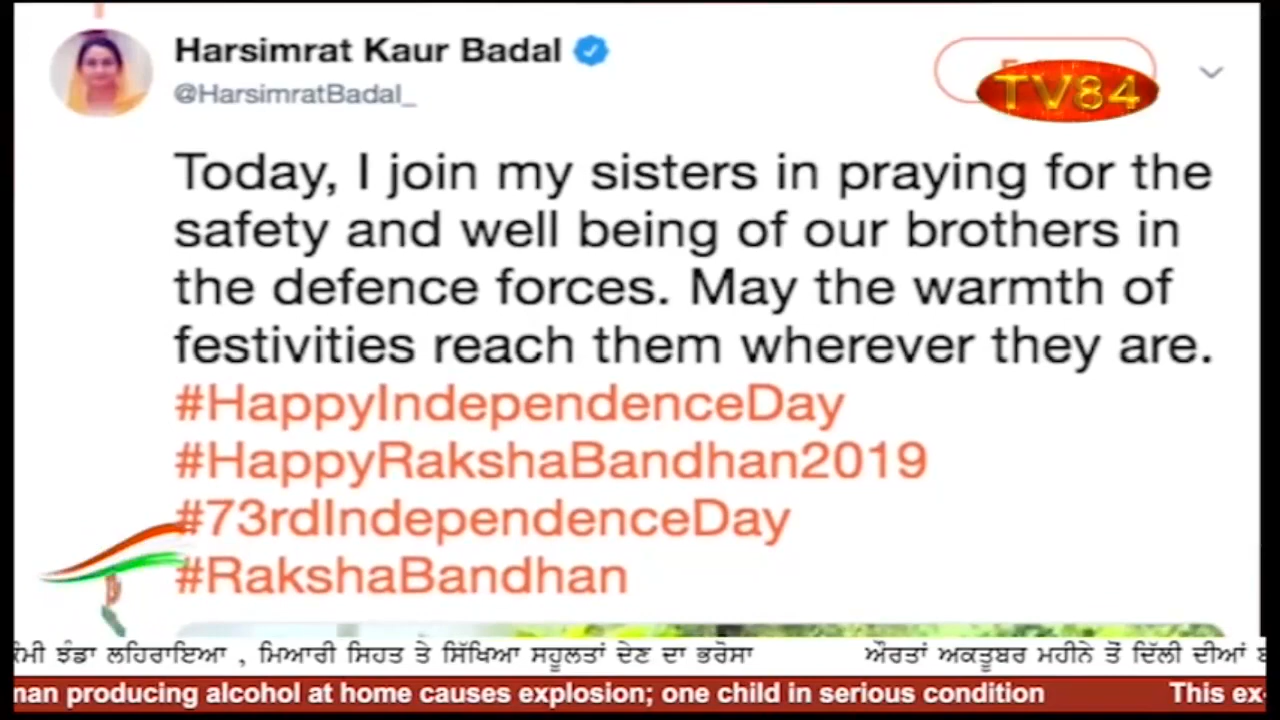 Harsimrat Kaur Badal
@HarsimratBadal_
TV84
Today, I join my sisters in praying for the
safety and well being of our brothers in
the defence forces. May the warmth of
festivities reach them wherever they are.
#HappyIndependenceDay
#HappyRakshaBandhan2019
#73rdIndependenceDay
#RakshaBandhan
ਝੰਡਾ ਲਹਿਰਾਇਆ , ਮਿਆਰੀ ਸਿਹਤ ਤੇ ਸਿੱਖਿਆ ਸਹੂਲਤਾਂ ਦੇਣ ਦਾ ਭਰੋਸਾ ਔਰਤਾਂ ਅਕਤੂਬਰ ਮਹੀਨੇ ਤੋਂ ਦਿੱਲੀ ਦੀਆਂ
man producing alcohol at home causes explosion; one child in serious condition This ex-